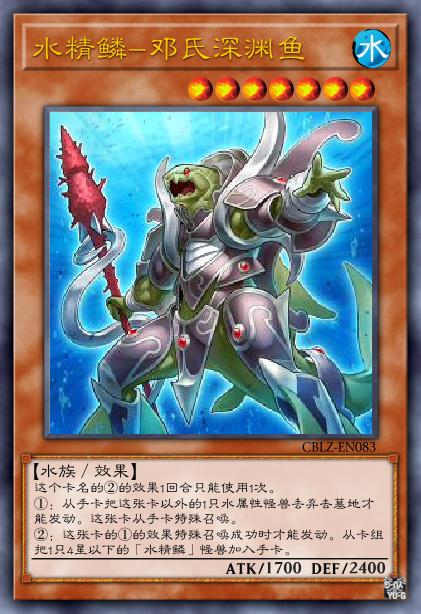 水精鳞-邓氏深渊鱼
水
CBLZ-EN083
【水族/效果】
这个卡名的②的效果1回合只能使用1次。
①:从手卡把这张卡以外的1只水属性怪兽去弃去墓地才
能发动。这张卡从手卡特殊召唤。
②:这张卡的①的效果特殊召唤成功时才能发动。从卡组
把1只4星以下的「水精鳞」怪兽加入手卡。
ATK/1700 DEF/2400